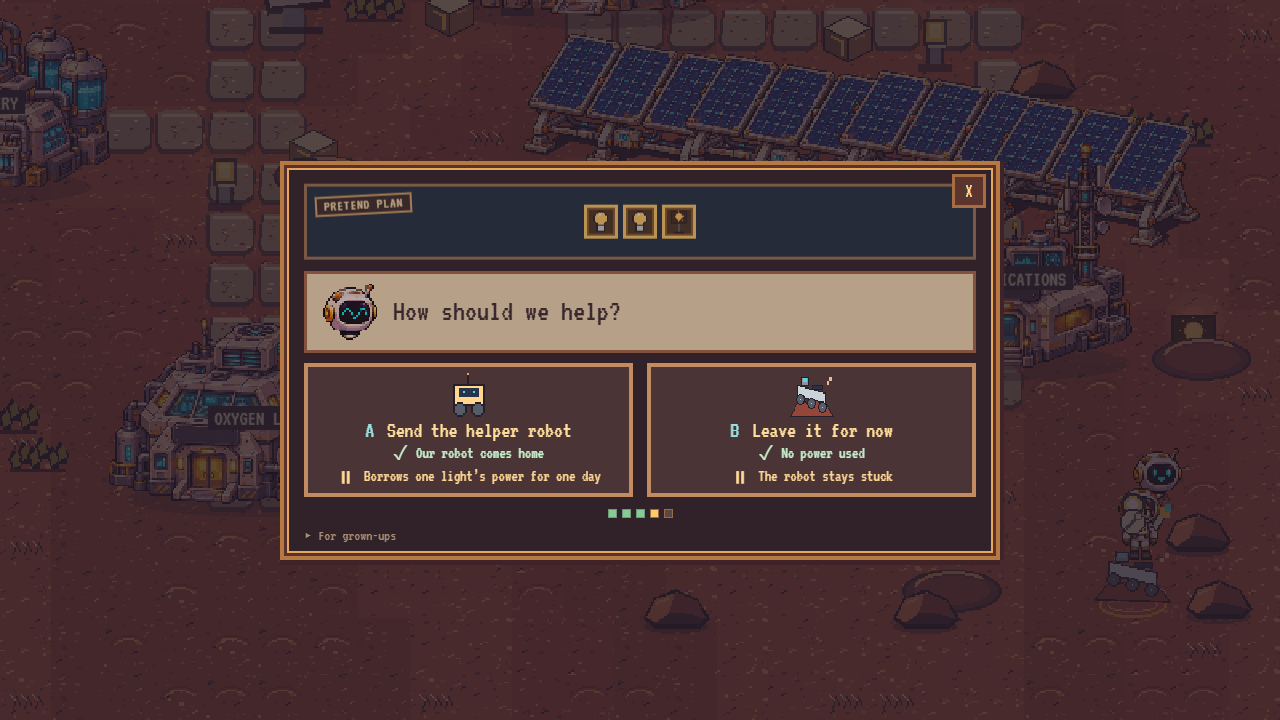 RY
PRETEND PLAN
X
How should we help?
ICATIONS
OXYGEN L
A Send the helper robot
Our robot comes home
Borrows one light's power for one day
B Leave it for now
No power used
The robot stays stuck
For grown-ups